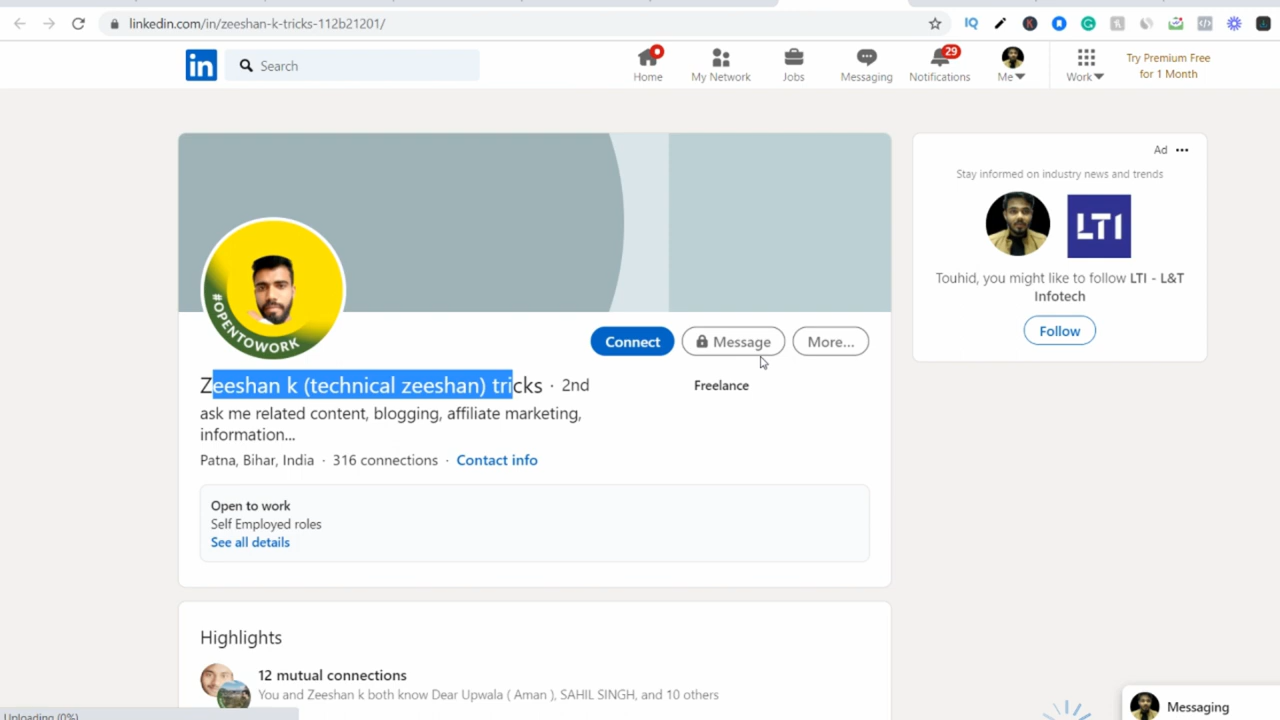 linkedin.com/in/zeeshan-k-tricks-112b21201/
IQ
in
Search
Home
My Network
Jobs
Messaging
29
Notifications
Me
Work
Try Premium Free
for 1 Month
Ad
Stay informed on industry news and trends
LTI
Touhid, you might like to follow LTI - L&T
Infotech
Follow
#OPENTOWORK
Connect
Message
More...
Zeeshan k (technical zeeshan) tricks · 2nd
Freelance
ask me related content, blogging, affiliate marketing,
information...
Patna, Bihar, India · 316 connections · Contact info
Open to work
Self Employed roles
See all details
Highlights
12 mutual connections
You and Zeeshan k both know Dear Upwala ( Aman ), SAHIL SINGH, and 10 others
Messaging
Uploading (0%)